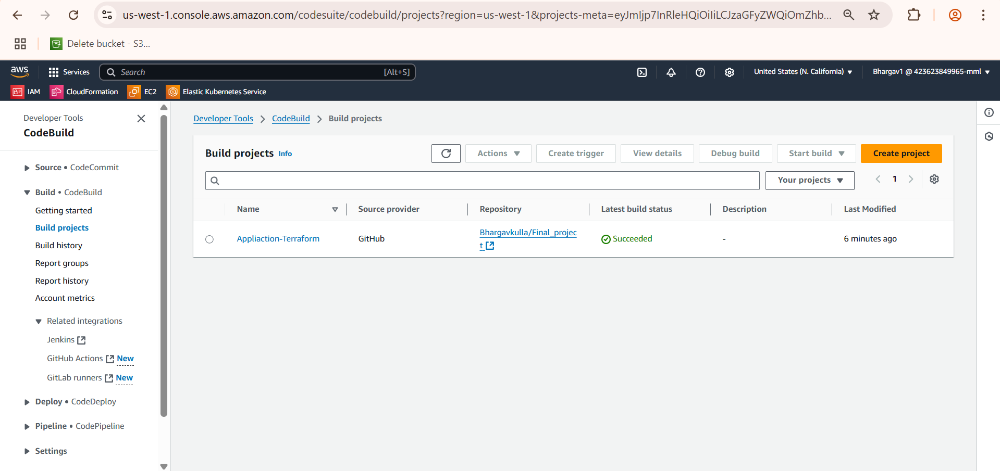 us-west-1.console.aws.amazon.com/codesuite/codebuild/projects?region=us-west-1&projects-meta=eyJmIjp7InRleHQiOiIiLCJzaGFyZWQiOmZhb...
Delete bucket - S3...
aws
Services
Search
[Alt+S]
United States (N. California)
Bhargav1 @ 423623849965-mml
IAM
CloudFormation
EC2
Elastic Kubernetes Service
Developer Tools
CodeBuild
Source • CodeCommit
Build • CodeBuild
Getting started
Build projects
Build history
Report groups
Report history
Account metrics
Related integrations
Jenkins
GitHub Actions New
GitLab runners New
Deploy • CodeDeploy
Pipeline • CodePipeline
Settings
Developer Tools > CodeBuild > Build projects
Build projects Info
Actions
Create trigger
View details
Debug build
Start build
Create project
Your projects
1
Name
Source provider
Repository
Latest build status
Description
Last Modified
Appliaction-Terraform
GitHub
Bhargavkulla/Final_projec
t
Succeeded
-
6 minutes ago